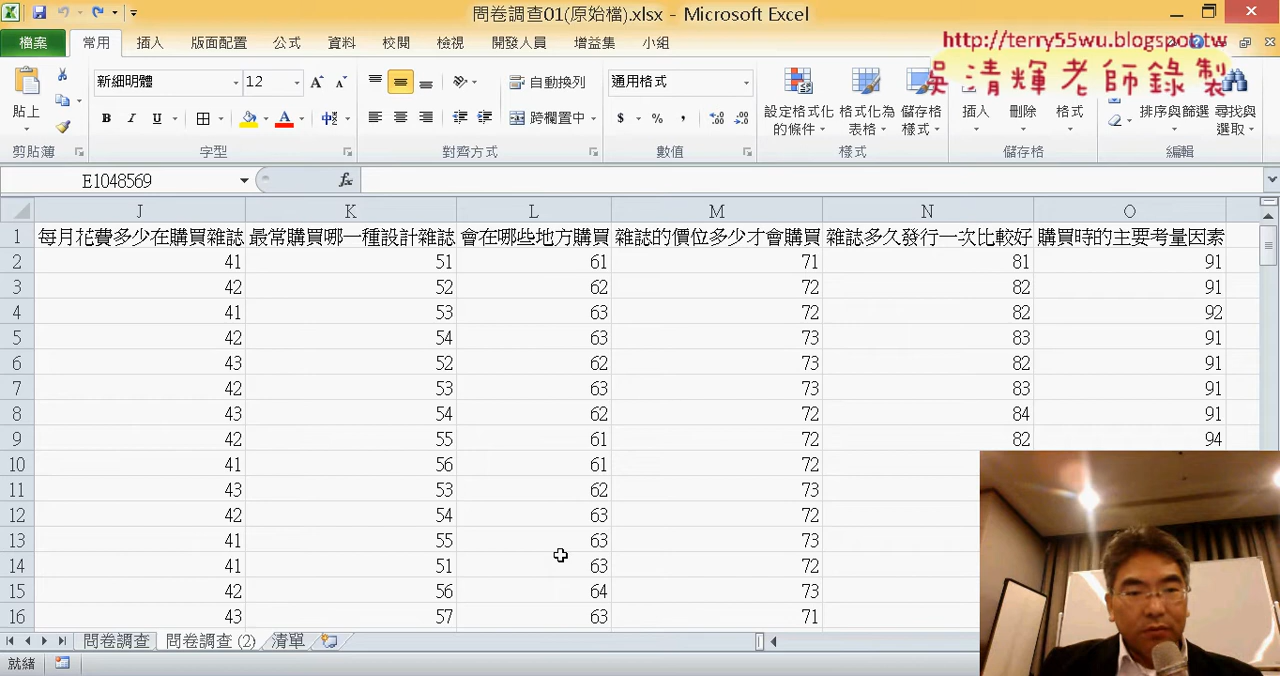 問卷調查01(原始檔).xlsx - Microsoft Excel
檔案 常用 插入 版面配置 公式 資料 校閱 檢視 開發人員 增益集 小組
http://terry55wu.blogspot.tw
吳清輝老師錄製
新細明體 12 自動換列 通用格式
貼上 B I U A 中 跨欄置中 $ % , 設定格式化的條件 格式化為表格 儲存格樣式 插入 刪除 格式 排序與篩選 尋找與選取
剪貼簿 字型 對齊方式 數值 樣式 儲存格 編輯
E1048569 fx
J K L M N O
1 每月花費多少在購買雜誌 最常購買哪一種設計雜誌 會在哪些地方購買 雜誌的價位多少才會購買 雜誌多久發行一次比較好 購買時的主要考量因素
2 41 51 61 71 81 91
3 42 52 62 72 82 91
4 41 53 63 72 82 92
5 42 54 63 73 83 91
6 43 52 62 73 82 91
7 42 53 63 73 83 91
8 43 54 62 72 84 91
9 42 55 61 72 82 94
10 41 56 61 72
11 43 53 62 73
12 42 54 63 72
13 41 55 63 73
14 41 51 63 72
15 42 56 64 73
16 43 57 63 71
問卷調查 問卷調查 (2) 清單
就緒